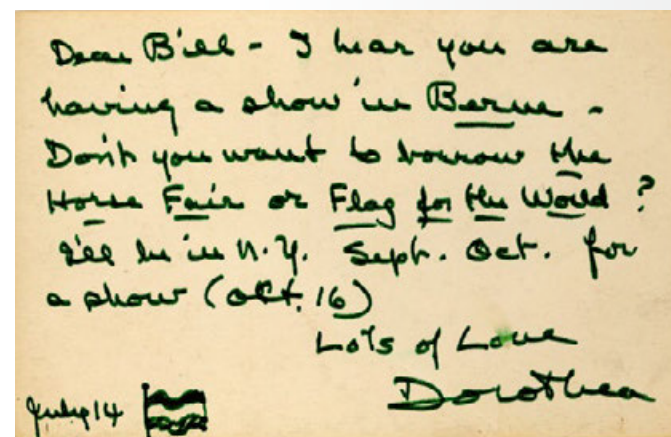 Dear Bill - I hear you are
having a show in Berne -
Don't you want to borrow the
Horse Fair or Flag for the World ?
I'll be in N.Y. Sept. Oct. for
a show (Oct. 16)
Lots of Love
Dorothea
July 14